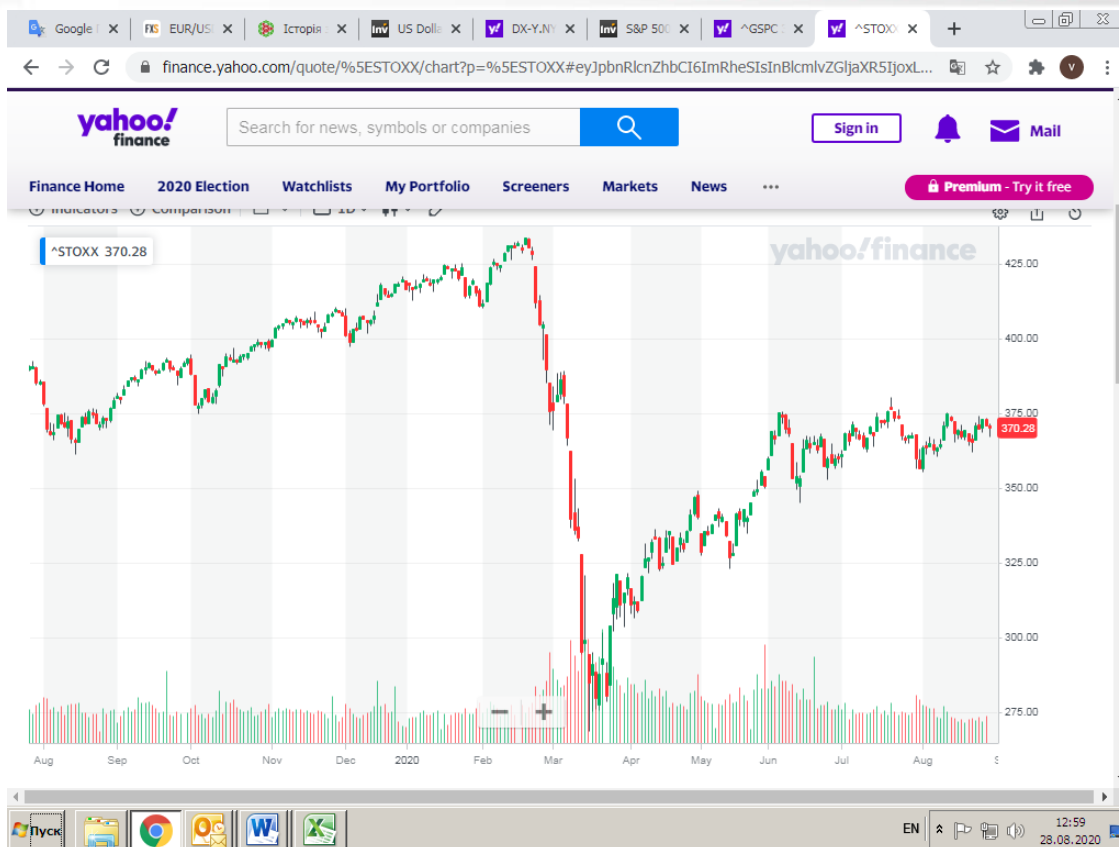 Google П EUR/USI Історія з US Dolla DX-Y.N S&P 500 ^GSPC ^STOXX
finance.yahoo.com/quote/%5ESTOXX/chart?p=%5ESTOXX#eyJpbnRlcnZhbCI6ImRheSIsInBlcmlvZGljaXR5IjoxL... V
yahoo!
finance
Search for news, symbols or companies
Sign in
Mail
Finance Home 2020 Election Watchlists My Portfolio Screeners Markets News ... Premium - Try it free
Indicators Comparison 1D
^STOXX 370.28
yahoo!finance
425.00
400.00
375.00
370.28
350.00
325.00
300.00
275.00
Aug Sep Oct Nov Dec 2020 Feb Mar Apr May Jun Jul Aug S
Пуск
EN
12:59
28.08.2020